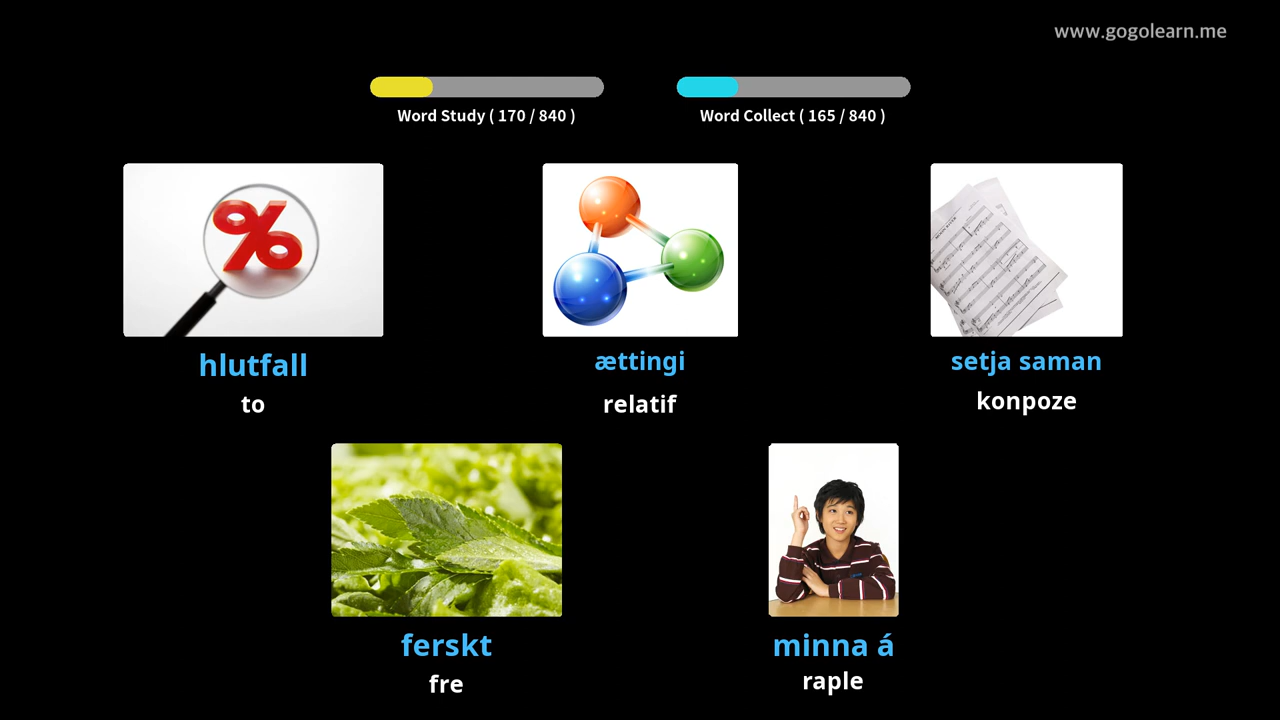 www.gogolearn.me
Word Study ( 170 / 840 )
Word Collect ( 165 / 840 )
hlutfall
to
ættingi
relatif
setja saman
konpoze
ferskt
fre
minna á
raple